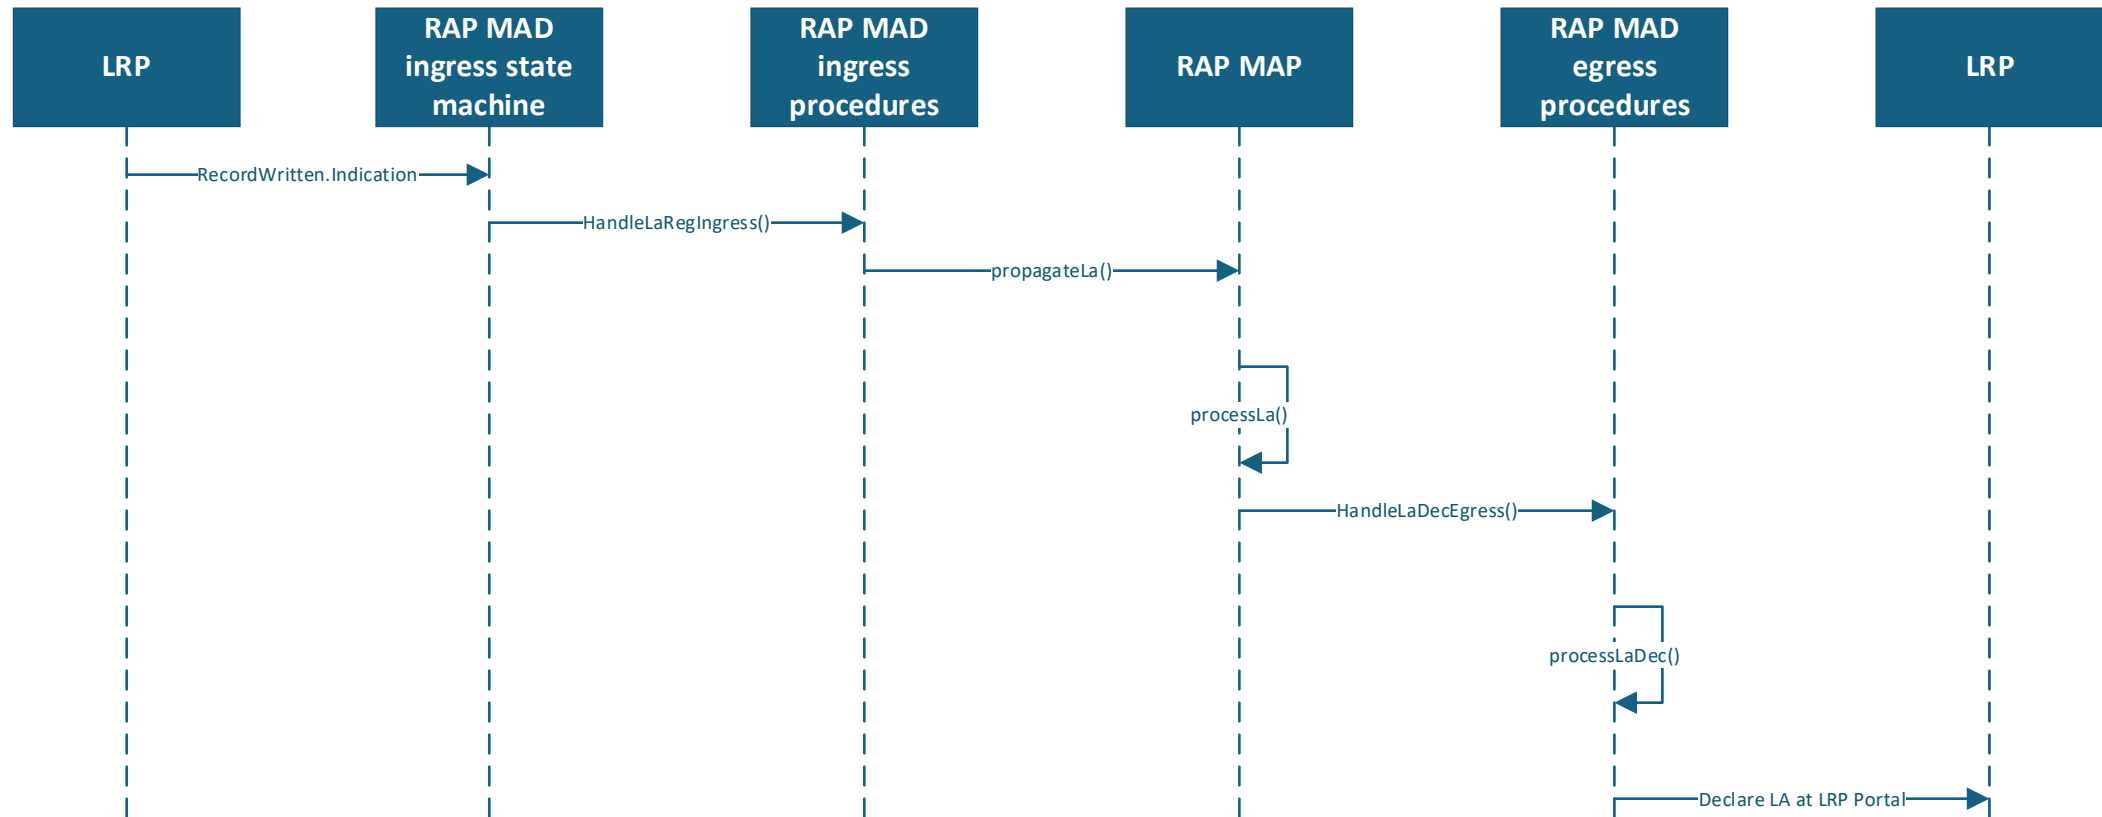 LRP
RAP MAD
ingress state
machine
RAP MAD
ingress
procedures
RAP MAP
RAP MAD
egress
procedures
LRP
RecordWritten.Indication
HandleLaRegIngress()
propagateLa()
processLa()
HandleLaDecEgress()
processLaDec()
Declare LA at LRP Portal